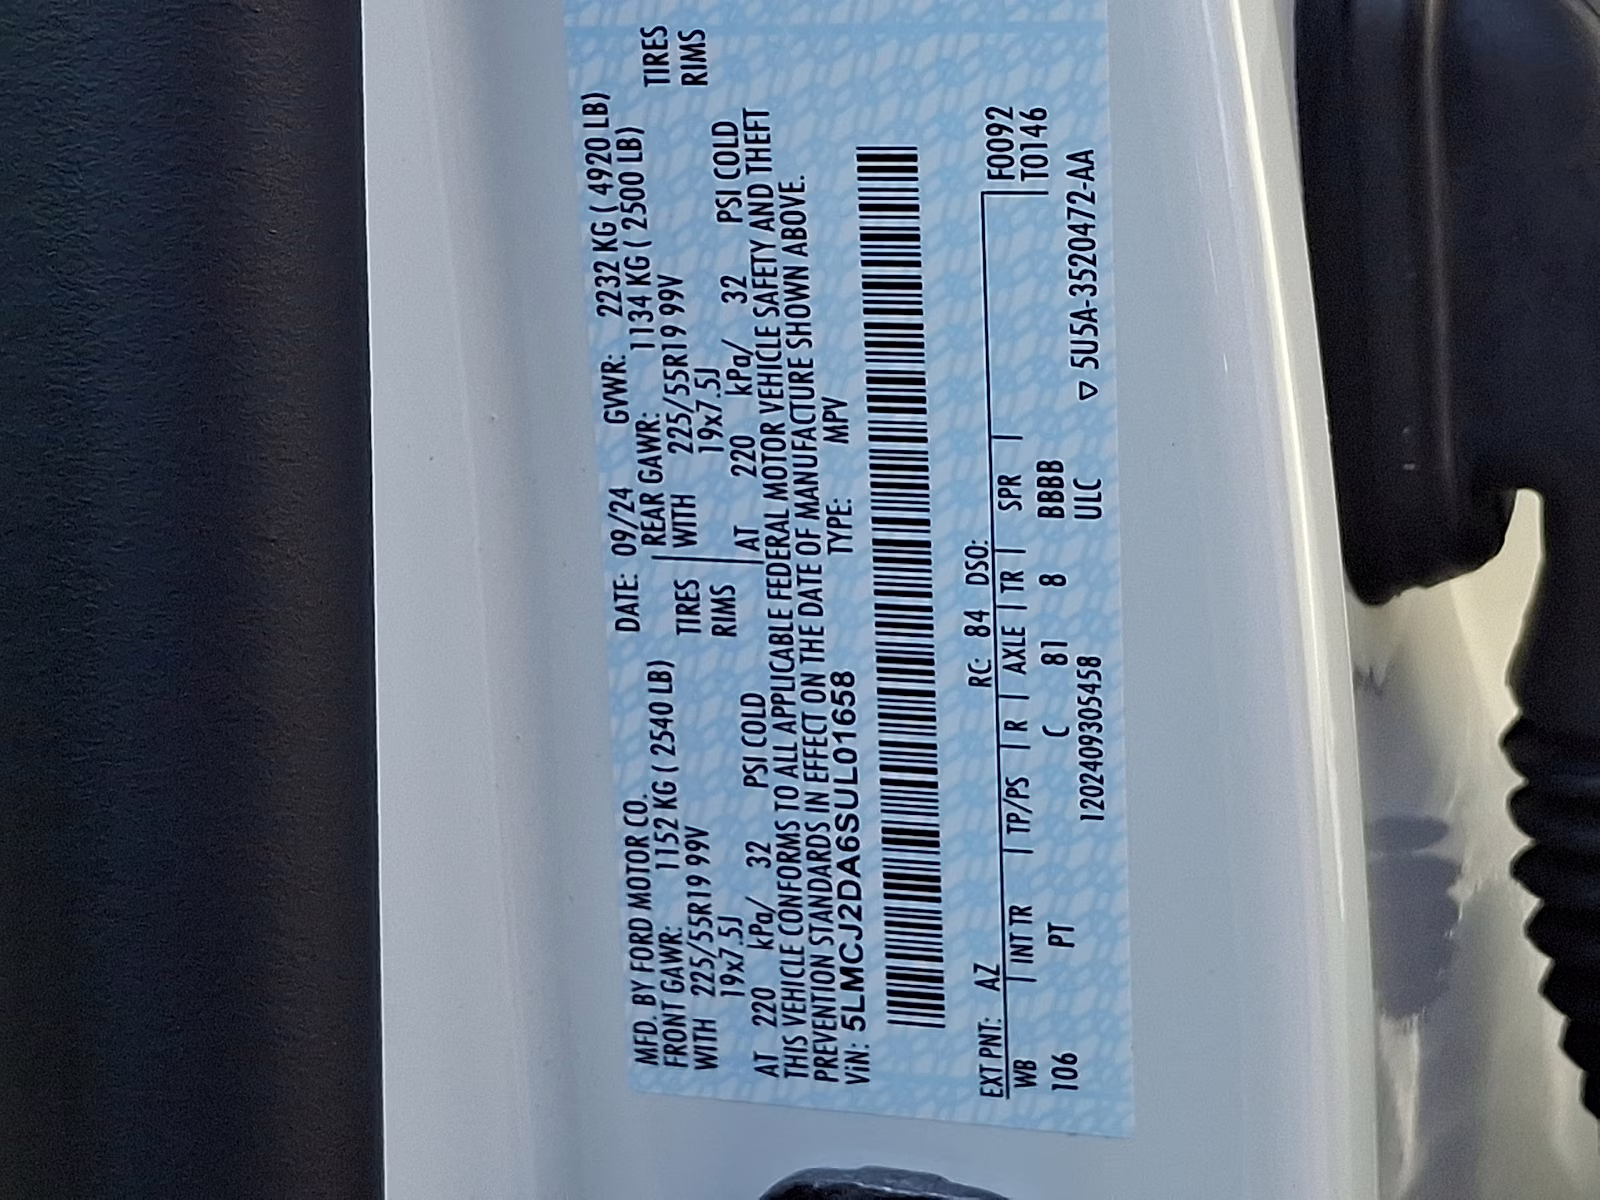 MFD. BY FORD MOTOR CO. DATE: 09/24 GVWR: 2232 KG ( 4920 LB)
FRONT GAWR: 1152 KG ( 2540 LB) REAR GAWR: 1134 KG ( 2500 LB)
WITH 225/55R19 99V TIRES WITH 225/55R19 99V TIRES
19x7.5J RIMS 19x7.5J RIMS
AT 220 kPa/ 32 PSI COLD AT 220 kPa/ 32 PSI COLD
THIS VEHICLE CONFORMS TO ALL APPLICABLE FEDERAL MOTOR VEHICLE SAFETY AND THEFT
PREVENTION STANDARDS IN EFFECT ON THE DATE OF MANUFACTURE SHOWN ABOVE.
VIN: 5LMCJ2DA6SUL01658 TYPE: MPV
EXT PNT: AZ RC: 84 DSO: F0092
WB INT TR TP/PS R AXLE TR SPR T0146
106 PT C 81 8 BBBB
1202409305458 ULC ▽ 5U5A-3520472-AA